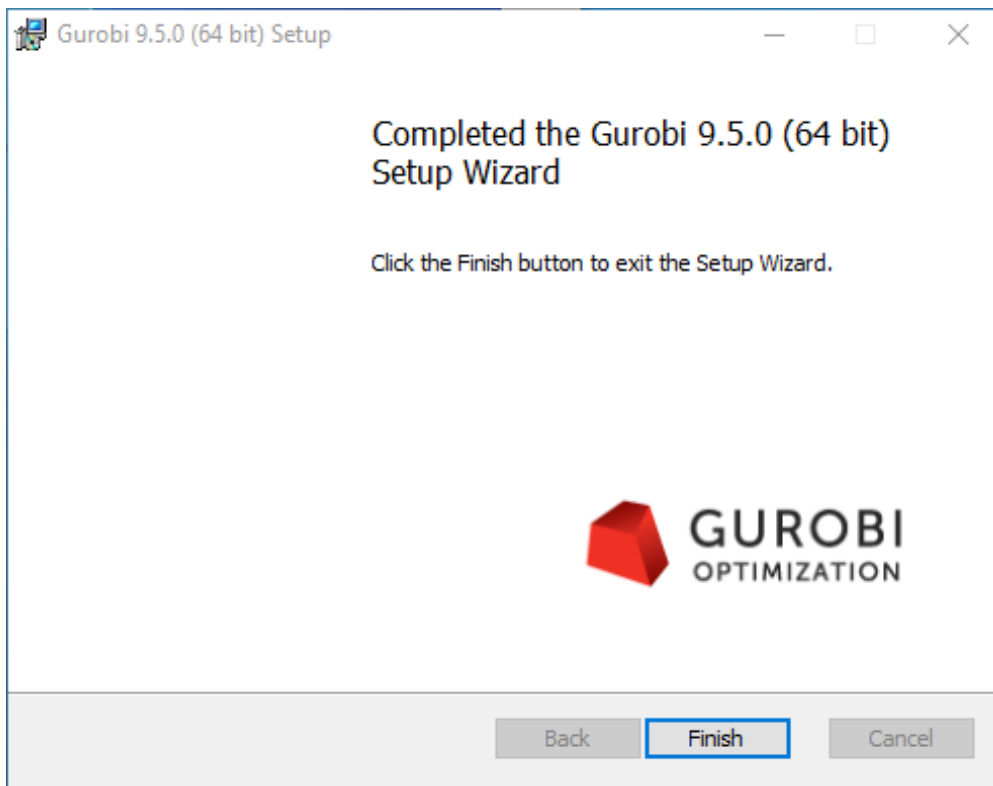 Gurobi 9.5.0 (64 bit) Setup
Completed the Gurobi 9.5.0 (64 bit)
Setup Wizard
Click the Finish button to exit the Setup Wizard.
GUROBI
OPTIMIZATION
Back
Finish
Cancel